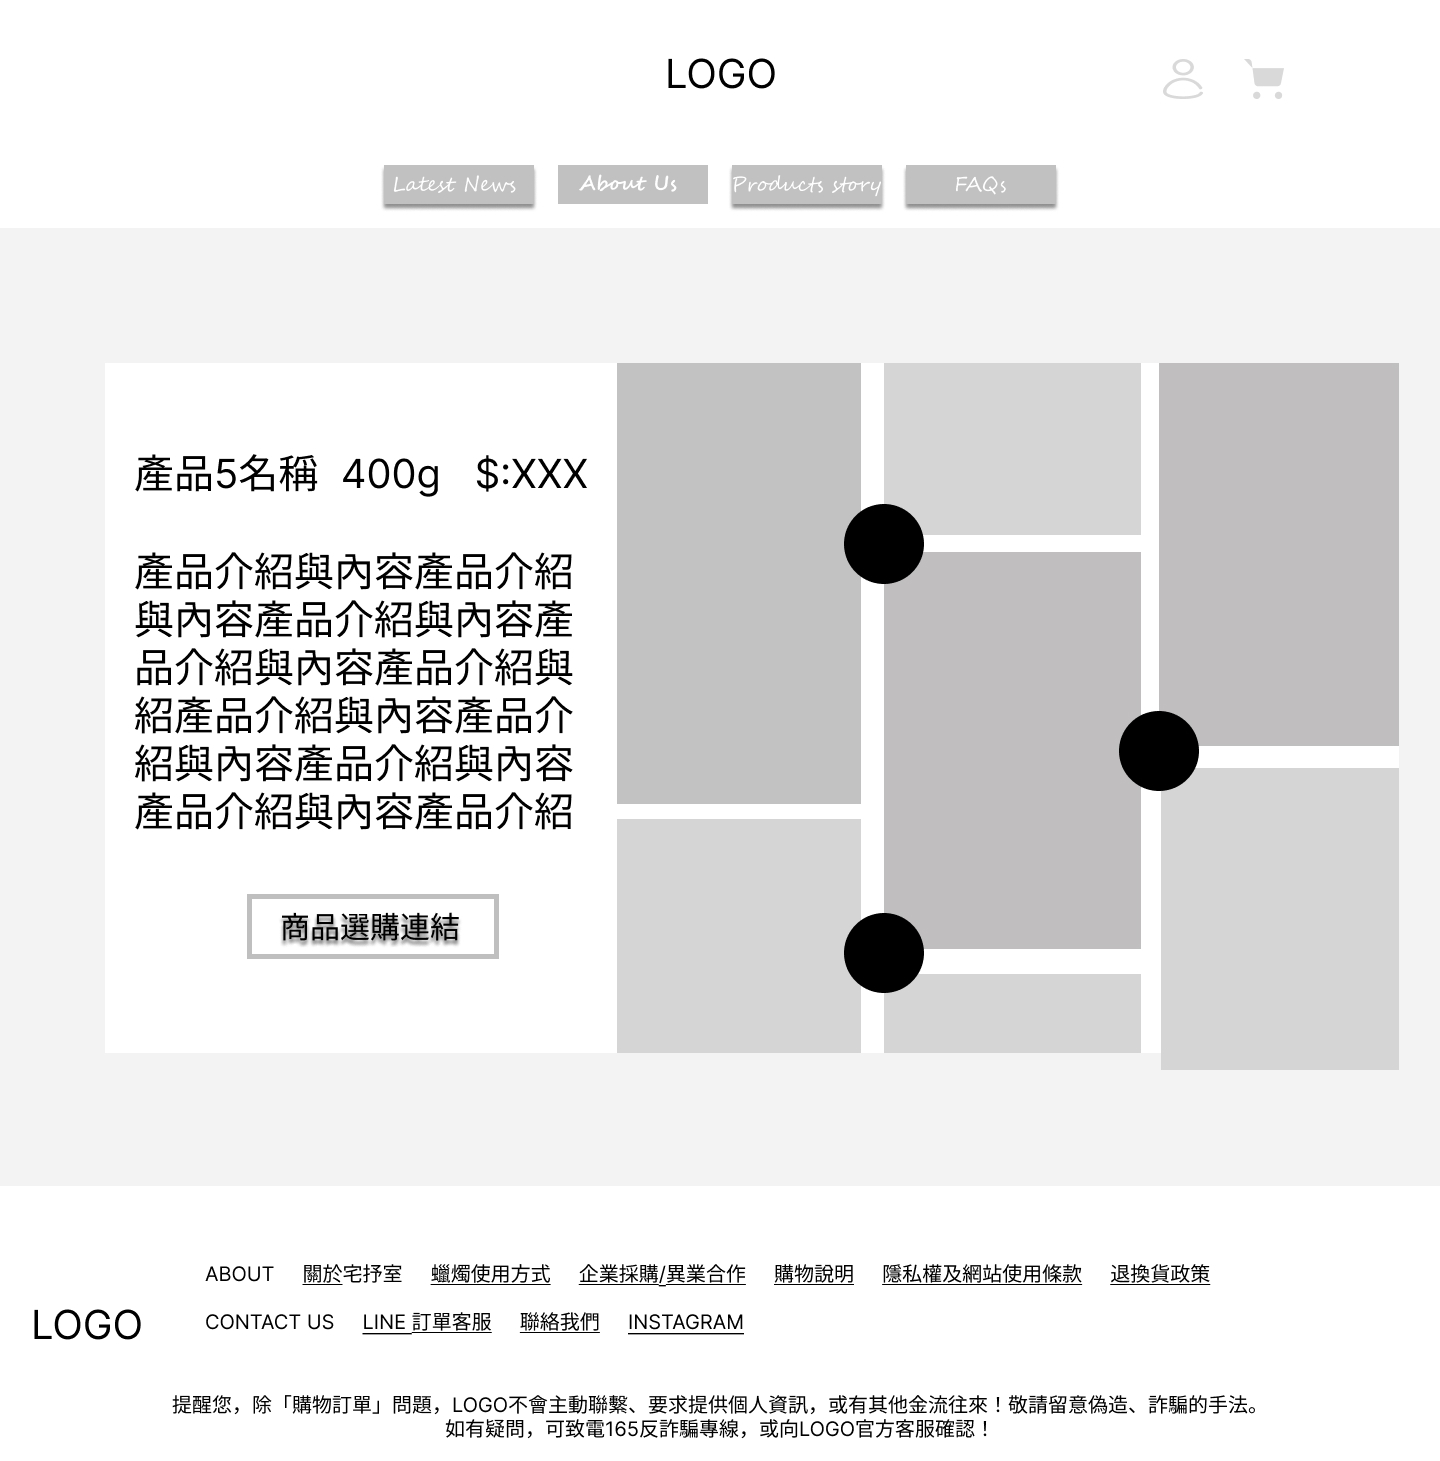 LOGO
Latest News About Us Products story FAQs
產品5名稱 400g $:XXX
產品介紹與內容產品介紹
與內容產品介紹與內容產
品介紹與內容產品介紹與
紹產品介紹與內容產品介
紹與內容產品介紹與內容
產品介紹與內容產品介紹
商品選購連結
ABOUT 關於宅抒室 蠟燭使用方式 企業採購/異業合作 購物說明 隱私權及網站使用條款 退換貨政策
LOGO
CONTACT US LINE 訂單客服 聯絡我們 INSTAGRAM
提醒您，除「購物訂單」問題，LOGO不會主動聯繫、要求提供個人資訊，或有其他金流往來！敬請留意偽造、詐騙的手法。
如有疑問，可致電165反詐騙專線，或向LOGO官方客服確認！